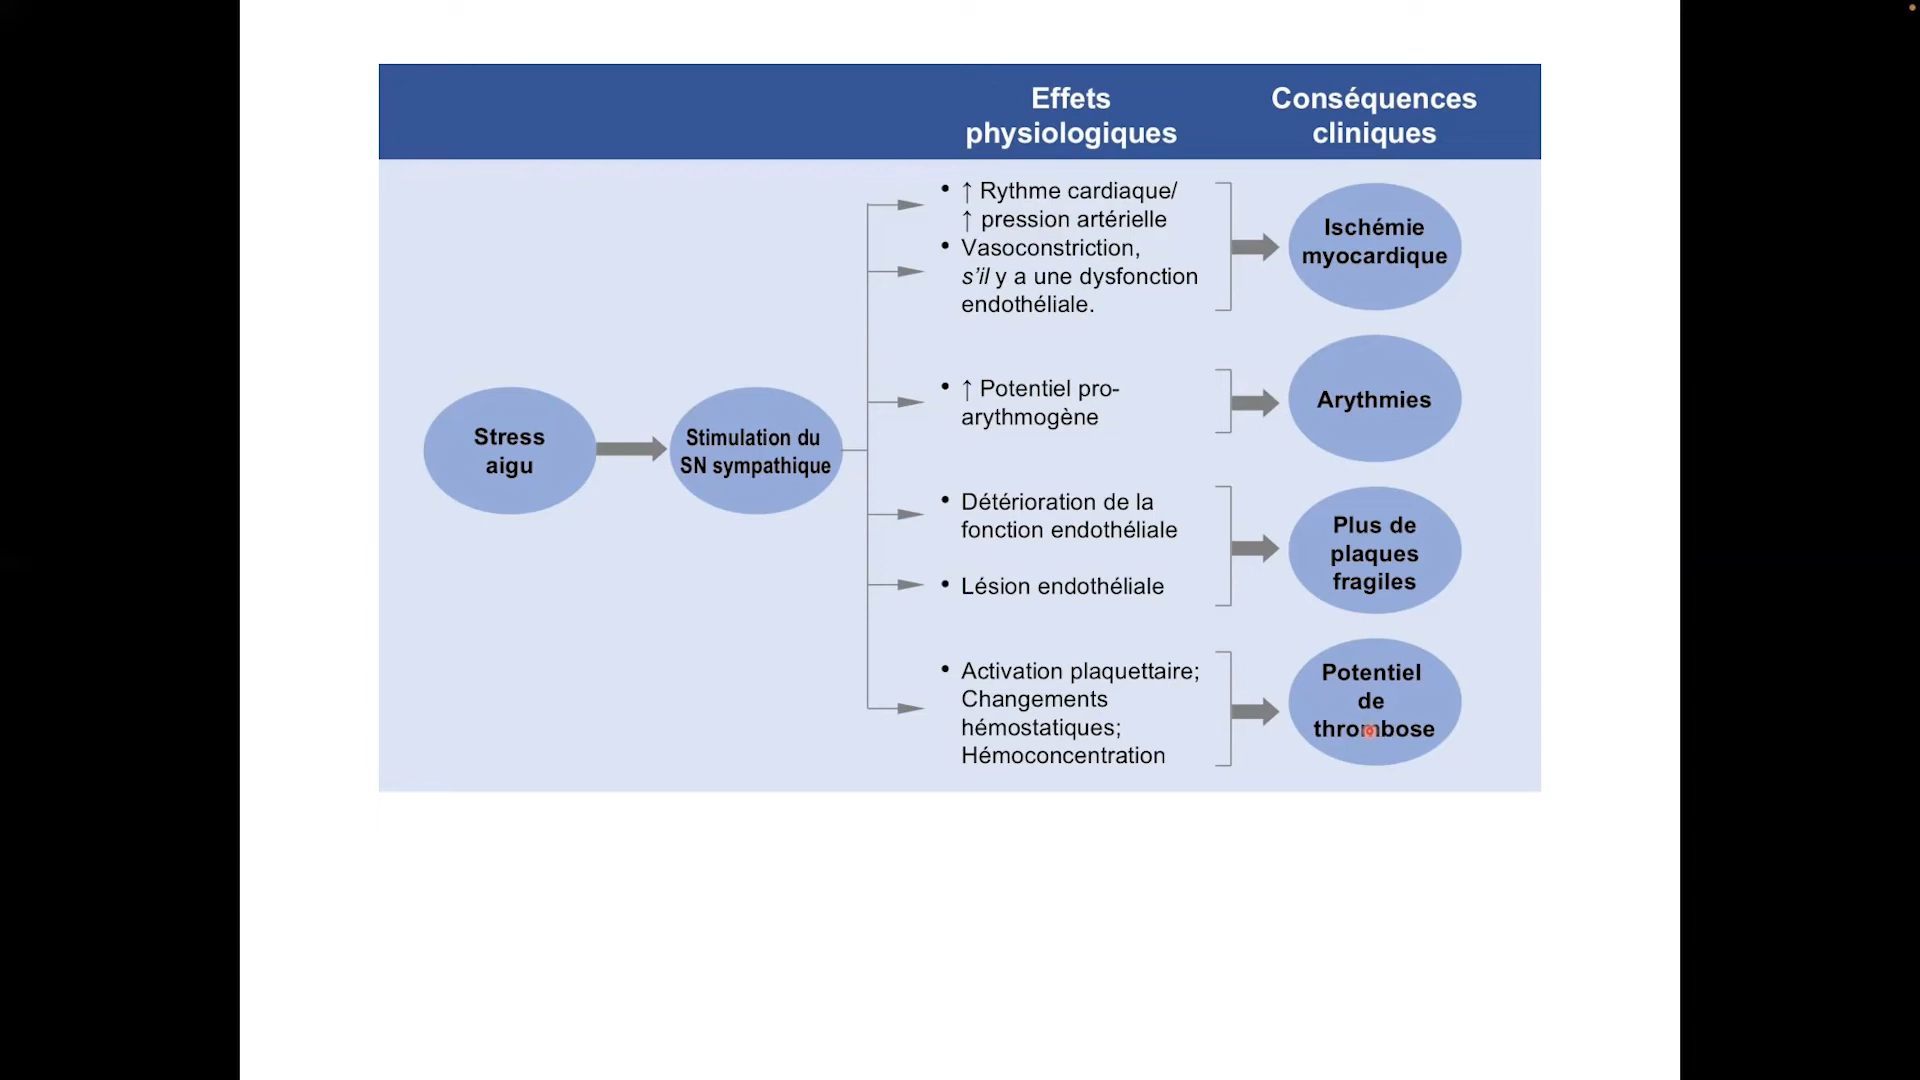 Effets
physiologiques
Conséquences
cliniques
Stress
aigu
Stimulation du
SN sympathique
• ↑ Rythme cardiaque/
↑ pression artérielle
• Vasoconstriction,
s’il y a une dysfonction
endothéliale.
Ischémie
myocardique
• ↑ Potentiel pro-
arythmogène
Arythmies
• Détérioration de la
fonction endothéliale
• Lésion endothéliale
Plus de
plaques
fragiles
• Activation plaquettaire;
Changements
hémostatiques;
Hémoconcentration
Potentiel
de
thrombose